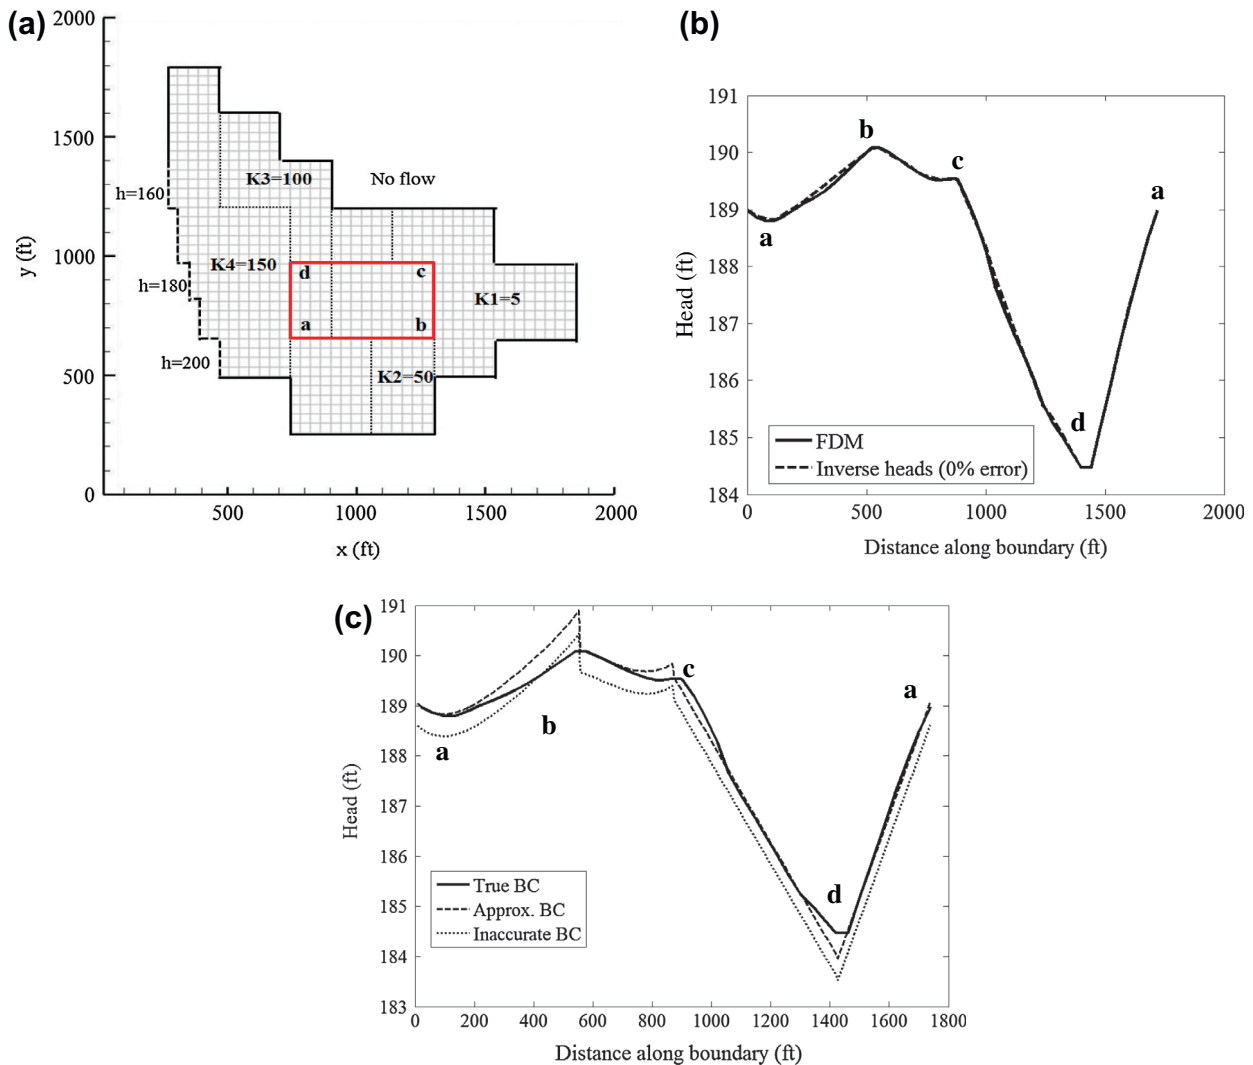 (a)
2000
1500
1000
500
0
y (ft)
h=160
h=180
h=200
K3=100
No flow
K4=150
d
c
K1=5
a
b
K2=50
500
1000
1500
2000
x (ft)
(b)
191
190
189
188
187
186
185
184
Head (ft)
a
b
c
d
a
FDM
Inverse heads (0% error)
0
500
1000
1500
2000
Distance along boundary (ft)
(c)
191
190
189
188
187
186
185
184
183
Head (ft)
a
b
c
d
a
True BC
Approx. BC
Inaccurate BC
0
200
400
600
800
1000
1200
1400
1600
1800
Distance along boundary (ft)